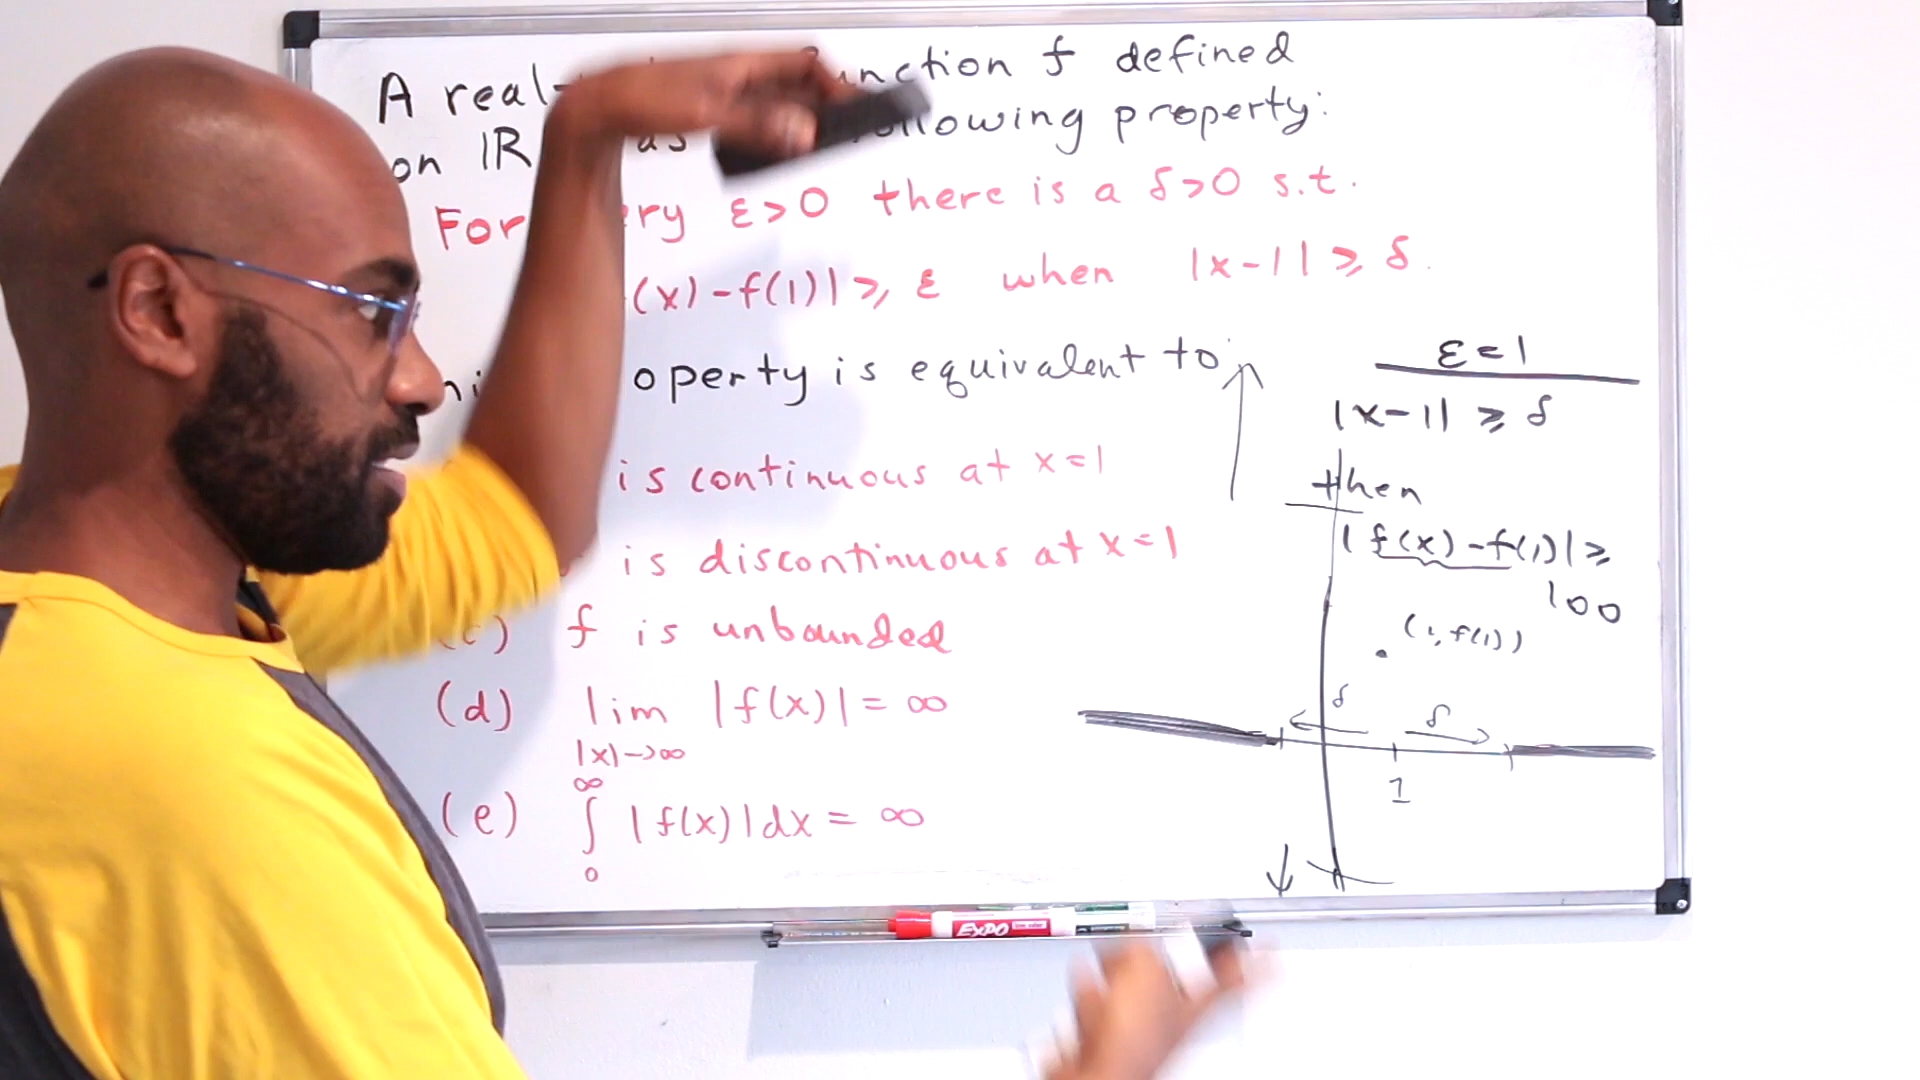 A real- unction f defined
on IR as ollowing property:
For ry ε>0 there is a δ>0 s.t.
(x)-f(1)|≥ ε when |x-1| ≥ δ.
operty is equivalent to
is continuous at x=1
is discontinuous at x=1
(c) f is unbounded
(d) lim |f(x)| = ∞
|x|→∞
∞
(e) ∫ |f(x)|dx = ∞
0
ε=1
|x-1| ≥ δ
then
|f(x)-f(1)|≥
100
(1, f(1))
δ
δ
1
EXPO